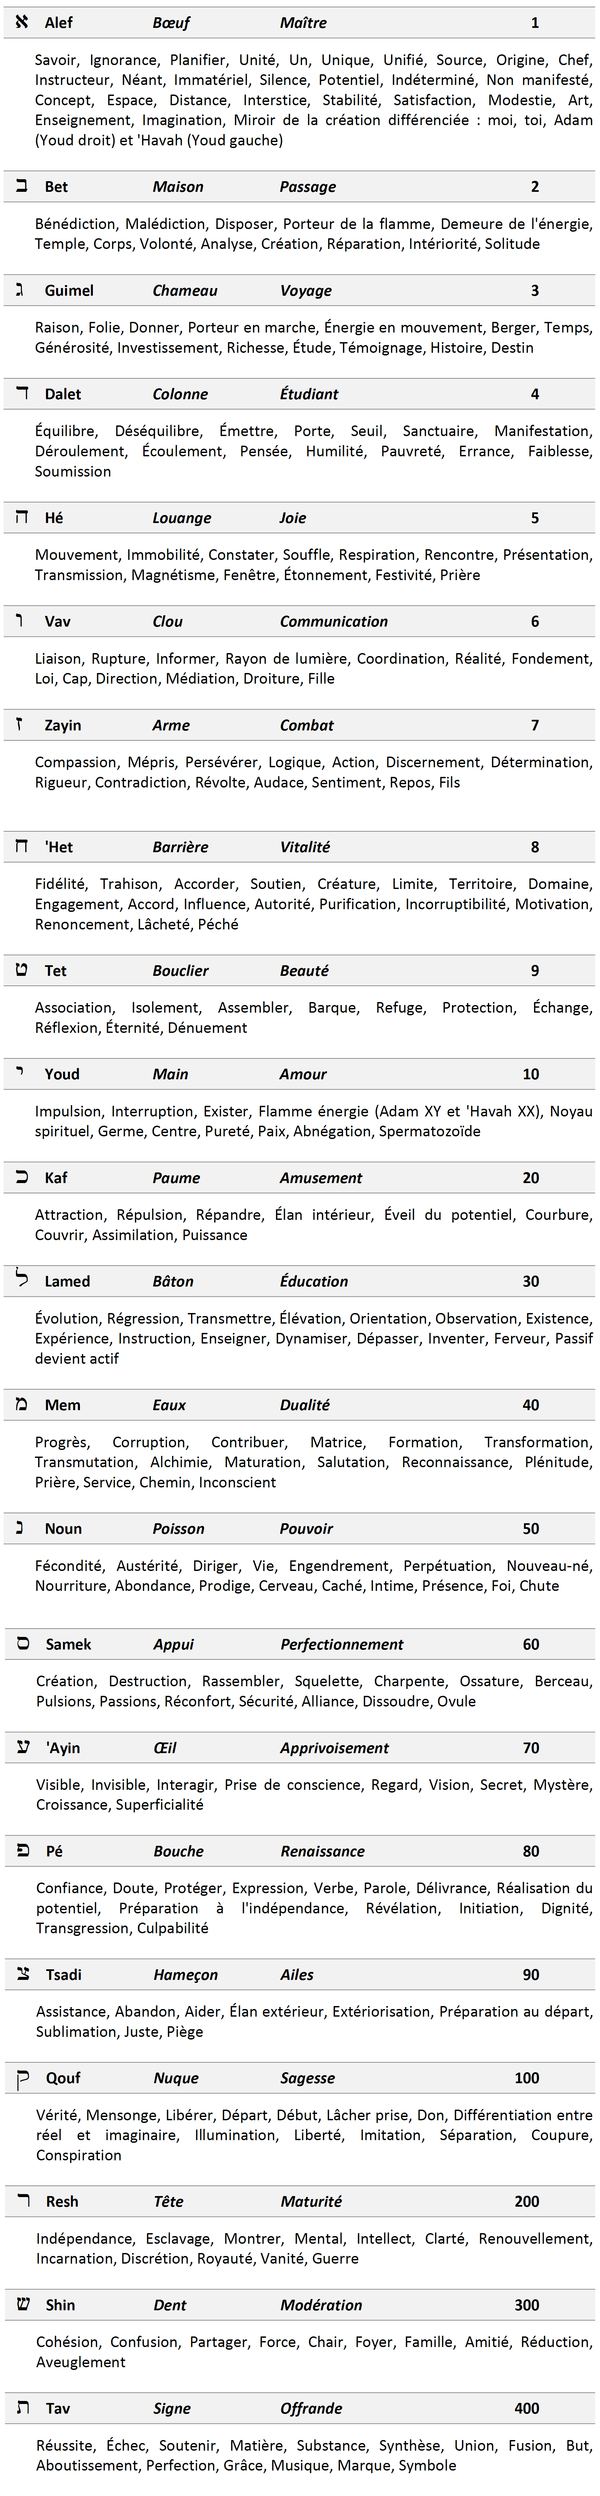 א Alef Bœuf Maître 1
Savoir, Ignorance, Planifier, Unité, Un, Unique, Unifié, Source, Origine, Chef,
Instructeur, Néant, Immatériel, Silence, Potentiel, Indéterminé, Non manifesté,
Concept, Espace, Distance, Interstice, Stabilité, Satisfaction, Modestie, Art,
Enseignement, Imagination, Miroir de la création différenciée : moi, toi, Adam
(Youd droit) et 'Havah (Youd gauche)
ב Bet Maison Passage 2
Bénédiction, Malédiction, Disposer, Porteur de la flamme, Demeure de l'énergie,
Temple, Corps, Volonté, Analyse, Création, Réparation, Intériorité, Solitude
ג Guimel Chameau Voyage 3
Raison, Folie, Donner, Porteur en marche, Énergie en mouvement, Berger, Temps,
Générosité, Investissement, Richesse, Étude, Témoignage, Histoire, Destin
ד Dalet Colonne Étudiant 4
Équilibre, Déséquilibre, Émettre, Porte, Seuil, Sanctuaire, Manifestation,
Déroulement, Écoulement, Pensée, Humilité, Pauvreté, Errance, Faiblesse,
Soumission
ה Hé Louange Joie 5
Mouvement, Immobilité, Constater, Souffle, Respiration, Rencontre, Présentation,
Transmission, Magnétisme, Fenêtre, Étonnement, Festivité, Prière
ו Vav Clou Communication 6
Liaison, Rupture, Informer, Rayon de lumière, Coordination, Réalité, Fondement,
Loi, Cap, Direction, Médiation, Droiture, Fille
ז Zayin Arme Combat 7
Compassion, Mépris, Persévérer, Logique, Action, Discernement, Détermination,
Rigueur, Contradiction, Révolte, Audace, Sentiment, Repos, Fils
ח 'Het Barrière Vitalité 8
Fidélité, Trahison, Accorder, Soutien, Créature, Limite, Territoire, Domaine,
Engagement, Accord, Influence, Autorité, Purification, Incorruptibilité, Motivation,
Renoncement, Lâcheté, Péché
ט Tet Bouclier Beauté 9
Association, Isolement, Assembler, Barque, Refuge, Protection, Échange,
Réflexion, Éternité, Dénuement
י Youd Main Amour 10
Impulsion, Interruption, Exister, Flamme énergie (Adam XY et 'Havah XX), Noyau
spirituel, Germe, Centre, Pureté, Paix, Abnégation, Spermatozoïde
כ Kaf Paume Amusement 20
Attraction, Répulsion, Répandre, Élan intérieur, Éveil du potentiel, Courbure,
Couvrir, Assimilation, Puissance
ל Lamed Bâton Éducation 30
Évolution, Régression, Transmettre, Élévation, Orientation, Observation, Existence,
Expérience, Instruction, Enseigner, Dynamiser, Dépasser, Inventer, Ferveur, Passif
devient actif
מ Mem Eaux Dualité 40
Progrès, Corruption, Contribuer, Matrice, Formation, Transformation,
Transmutation, Alchimie, Maturation, Salutation, Reconnaissance, Plénitude,
Prière, Service, Chemin, Inconscient
נ Noun Poisson Pouvoir 50
Fécondité, Austérité, Diriger, Vie, Engendrement, Perpétuation, Nouveau-né,
Nourriture, Abondance, Prodige, Cerveau, Caché, Intime, Présence, Foi, Chute
ס Samek Appui Perfectionnement 60
Création, Destruction, Rassembler, Squelette, Charpente, Ossature, Berceau,
Pulsions, Passions, Réconfort, Sécurité, Alliance, Dissoudre, Ovule
ע 'Ayin Œil Apprivoisement 70
Visible, Invisible, Interagir, Prise de conscience, Regard, Vision, Secret, Mystère,
Croissance, Superficialité
פ Pé Bouche Renaissance 80
Confiance, Doute, Protéger, Expression, Verbe, Parole, Délivrance, Réalisation du
potentiel, Préparation à l'indépendance, Révélation, Initiation, Dignité,
Transgression, Culpabilité
צ Tsadi Hameçon Ailes 90
Assistance, Abandon, Aider, Élan extérieur, Extériorisation, Préparation au départ,
Sublimation, Juste, Piège
ק Qouf Nuque Sagesse 100
Vérité, Mensonge, Libérer, Départ, Début, Lâcher prise, Don, Différentiation entre
réel et imaginaire, Illumination, Liberté, Imitation, Séparation, Coupure,
Conspiration
ר Resh Tête Maturité 200
Indépendance, Esclavage, Montrer, Mental, Intellect, Clarté, Renouvellement,
Incarnation, Discrétion, Royauté, Vanité, Guerre
ש Shin Dent Modération 300
Cohésion, Confusion, Partager, Force, Chair, Foyer, Famille, Amitié, Réduction,
Aveuglement
ת Tav Signe Offrande 400
Réussite, Échec, Soutenir, Matière, Substance, Synthèse, Union, Fusion, But,
Aboutissement, Perfection, Grâce, Musique, Marque, Symbole